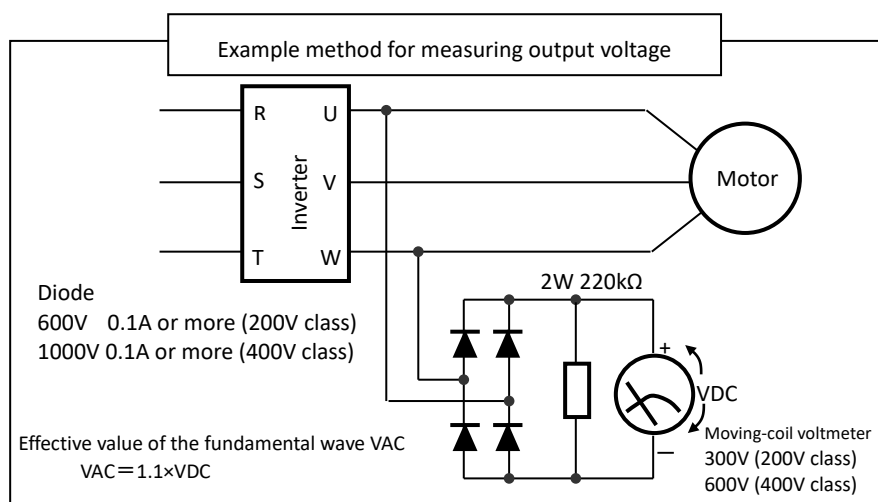 Example method for measuring output voltage
R
U
S
V
T
W
Inverter
Motor
Diode
600V 0.1A or more (200V class)
1000V 0.1A or more (400V class)
2W 220kΩ
+
VDC
−
Effective value of the fundamental wave VAC
VAC＝1.1×VDC
Moving-coil voltmeter
300V (200V class)
600V (400V class)